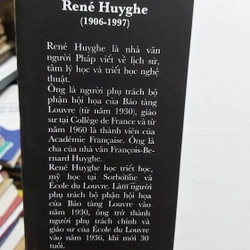 René Huyghe
(1906-1997)
René Huyghe là nhà văn
người Pháp viết về lịch sử,
tâm lý học và triết học nghệ
thuật.
Ông là người phụ trách bộ
phận hội họa của Bảo tàng
Louvre (từ năm 1930), giáo
sư tại Collège de France và từ
năm 1960 là thành viên của
Académie Française. Ông là
cha của nhà văn François-Ber-
nard Huyghe.
René Huyghe học triết học,
mỹ học tại Sorbonne và
École du Louvre. Làm người
phụ trách bộ phận hội họa
của Bảo tàng Louvre vào
năm 1930, ông trở thành
người phụ trách chính và
giáo sư của École du Louvre
vào năm 1936, khi mới 30
tuổi.